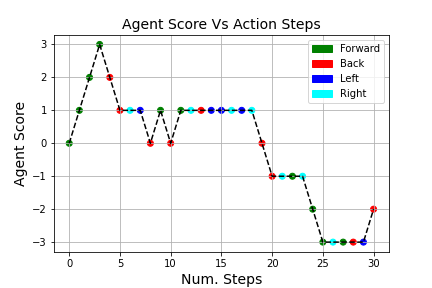 Agent Score Vs Action Steps
3
2
1
0
−1
−2
−3
Agent Score
Forward
Back
Left
Right
0 5 10 15 20 25 30
Num. Steps